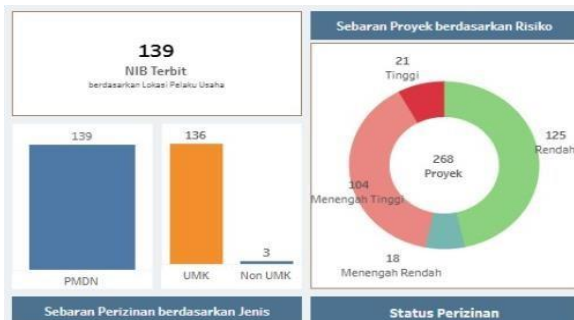 139
NIB Terbit
berdasarkan Lokasi Pelaku Usaha
139
PMDN
136
UMK
3
Non UMK
Sebaran Proyek berdasarkan Risiko
21
Tinggi
125
Rendah
268
Proyek
104
Menengah Tinggi
18
Menengah Rendah
Sebaran Perizinan berdasarkan Jenis
Status Perizinan